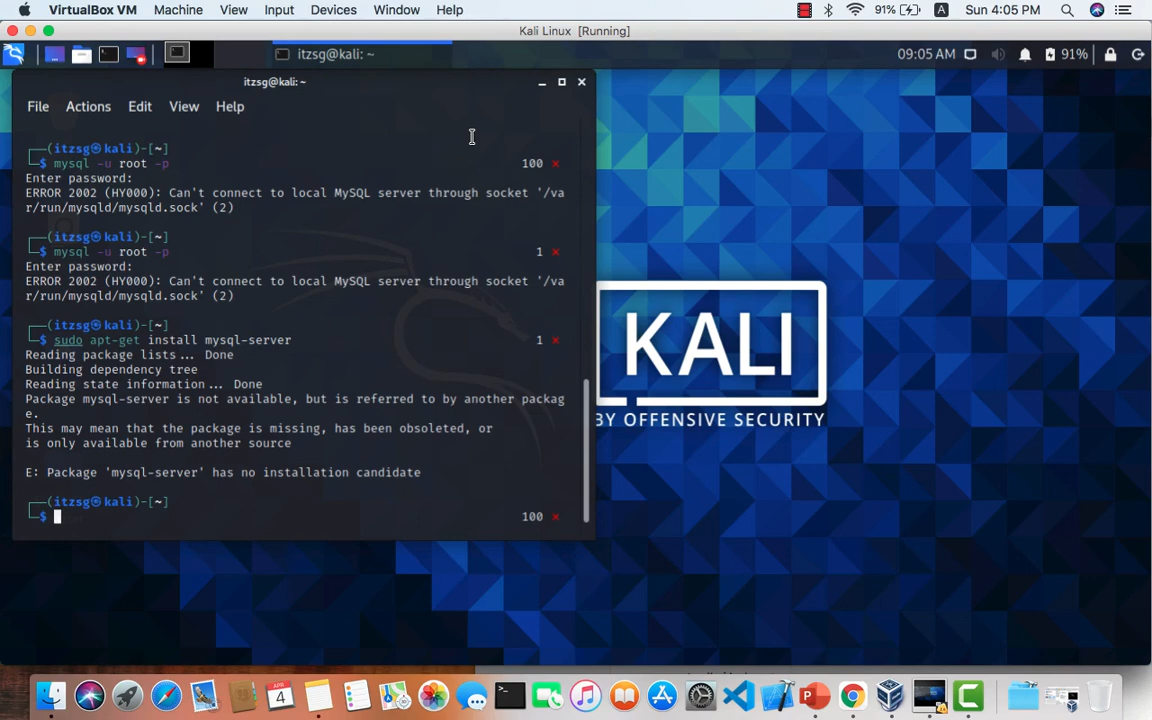 VirtualBox VM Machine View Input Devices Window Help 91% A Sun 4:05 PM
Kali Linux [Running]
itzsg@kali: ~ 09:05 AM 91%
itzsg@kali:~
File Actions Edit View Help
┌──(itzsg㉿kali)-[~]
└─$ mysql -u root -p 100 ⨯
Enter password:
ERROR 2002 (HY000): Can't connect to local MySQL server through socket '/va
r/run/mysqld/mysqld.sock' (2)
┌──(itzsg㉿kali)-[~]
└─$ mysql -u root -p 1 ⨯
Enter password:
ERROR 2002 (HY000): Can't connect to local MySQL server through socket '/va
r/run/mysqld/mysqld.sock' (2)
┌──(itzsg㉿kali)-[~]
└─$ sudo apt-get install mysql-server 1 ⨯
Reading package lists... Done
Building dependency tree
Reading state information... Done
Package mysql-server is not available, but is referred to by another packag
e.
This may mean that the package is missing, has been obsoleted, or
is only available from another source
E: Package 'mysql-server' has no installation candidate
┌──(itzsg㉿kali)-[~]
└─$ 100 ⨯
KALI
BY OFFENSIVE SECURITY
APR
4